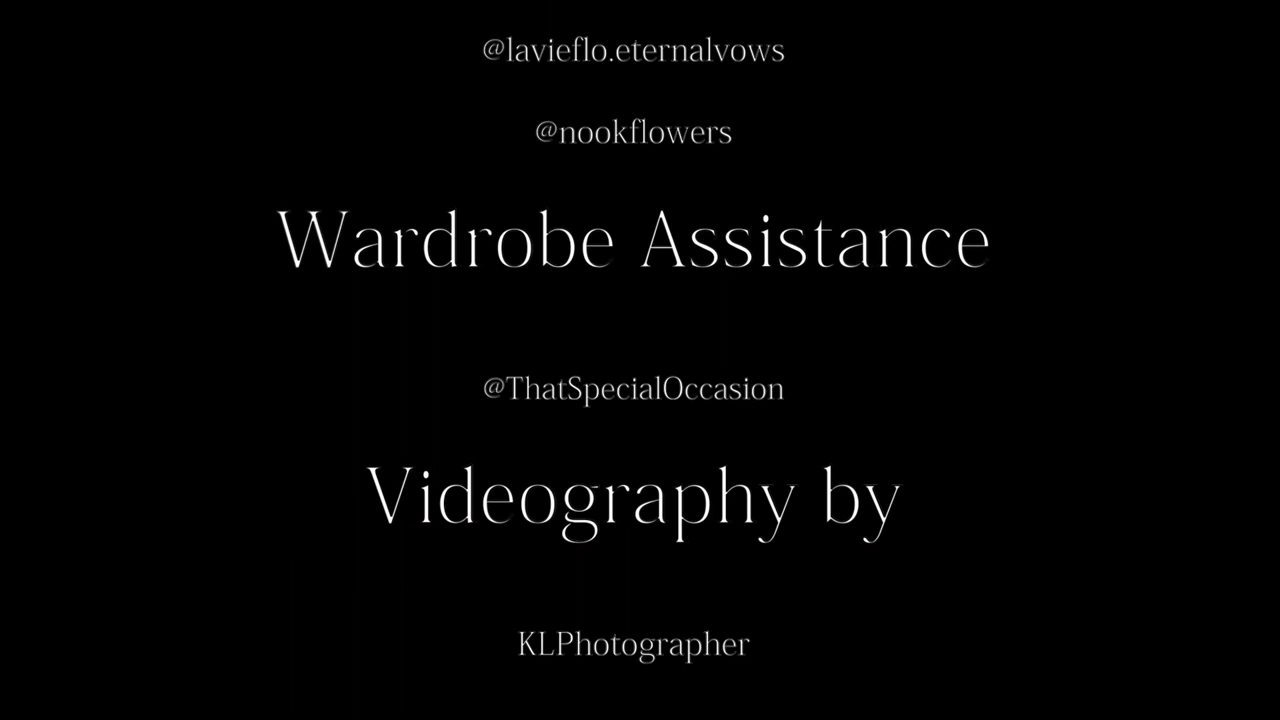 @lavieflo.eternalvows
@nookflowers
Wardrobe Assistance
@ThatSpecialOccasion
Videography by
KLPhotographer